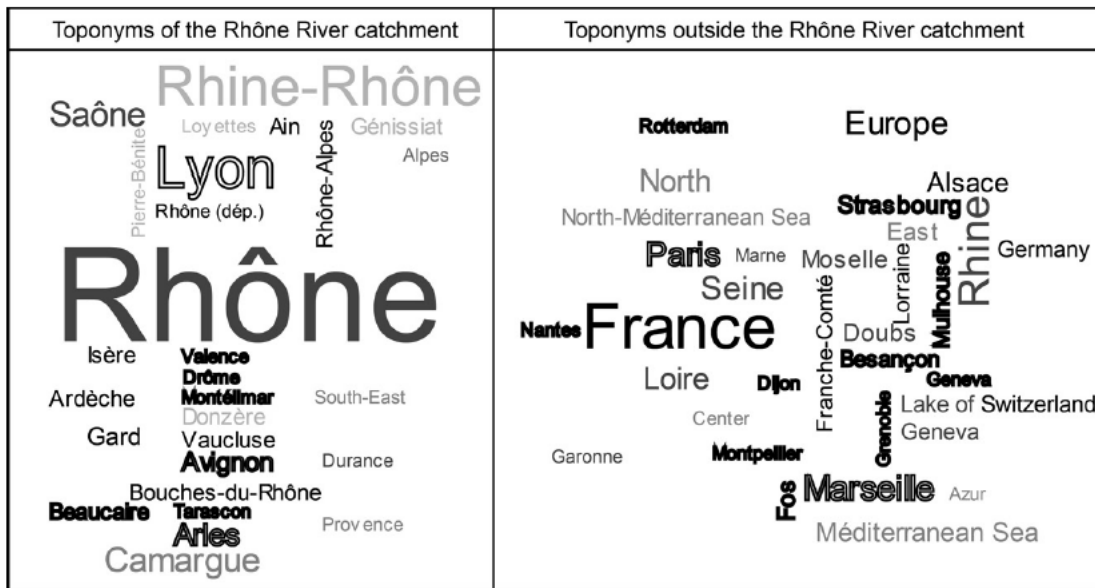 Toponyms of the Rhône River catchment
Rhine-Rhône
Saône
Loyettes
Ain
Génissiat
Pierre-Bénite
Lyon
Rhône-Alpes
Alpes
Rhône (dép.)
Rhône
Isère
Valence
Drôme
Ardèche
Montélimar
South-East
Donzère
Gard
Vaucluse
Avignon
Durance
Bouches-du-Rhône
Beaucaire
Tarascon
Provence
Arles
Camargue
Toponyms outside the Rhône River catchment
Rotterdam
Europe
North
Alsace
Strasbourg
North-Méditerranean Sea
East
Rhine
Paris
Marne
Moselle
Lorraine
Germany
Seine
Mulhouse
Nantes
France
Franche-Comté
Doubs
Besançon
Loire
Dijon
Geneva
Grenoble
Lake of Switzerland
Geneva
Center
Garonne
Montpellier
Fos
Marseille
Azur
Méditerranean Sea